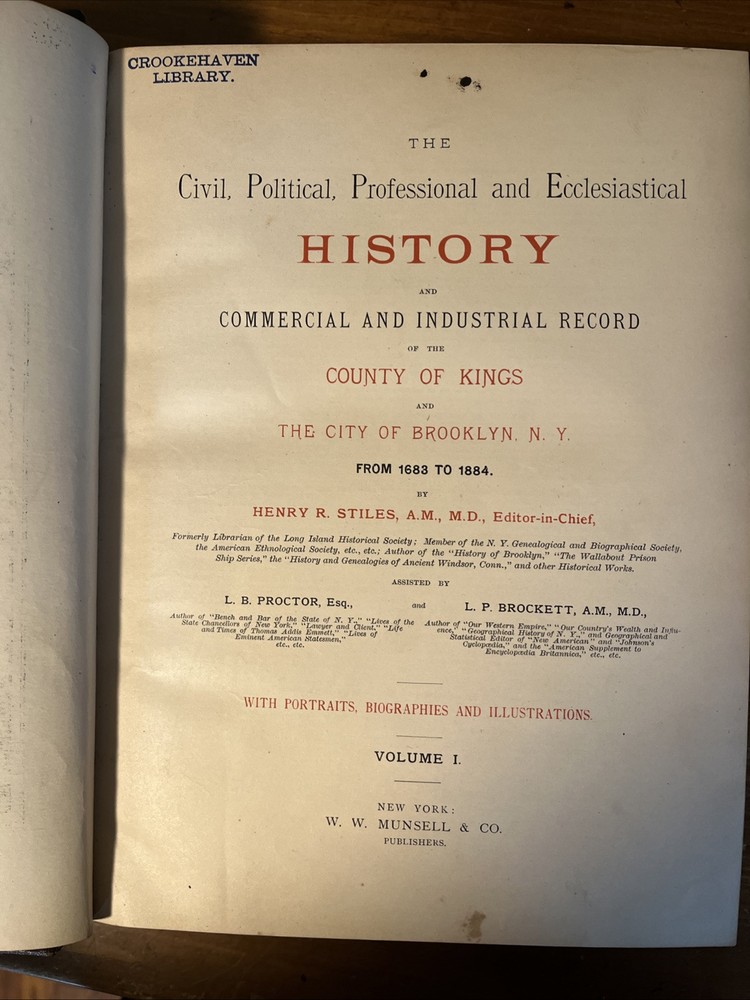 CROOKEHAVEN
LIBRARY.
THE
Civil, Political, Professional and Ecclesiastical
HISTORY
AND
COMMERCIAL AND INDUSTRIAL RECORD
OF THE
COUNTY OF KINGS
AND
THE CITY OF BROOKLYN, N. Y.
FROM 1683 TO 1884.
BY
HENRY R. STILES, A.M., M.D., Editor-in-Chief,
Formerly Librarian of the Long Island Historical Society; Member of the N. Y. Genealogical and Biographical Society,
the American Ethnological Society, etc., etc.; Author of the "History of Brooklyn," "The Wallabout Prison
Ship Series," the "History and Genealogies of Ancient Windsor, Conn.," and other Historical Works.
ASSISTED BY
L. B. PROCTOR, Esq.,
and
L. P. BROCKETT, A.M., M.D.,
Author of "Bench and Bar of the State of N. Y.," "Lives of the
State Chancellors of New York," "Lawyer and Client," "Life
and Times of Thomas Addis Emmett," "Lives of
Eminent American Statesmen,"
etc., etc.
Author of "Our Western Empire," "Our Country's Wealth and Influ-
ence," "Geographical History of N. Y.," and Geographical and
Statistical Editor of "New American" and "Johnson's
Cyclopædia," and the "American Supplement to
Encyclopædia Britannica," etc., etc.
WITH PORTRAITS, BIOGRAPHIES AND ILLUSTRATIONS.
VOLUME I.
NEW YORK:
W. W. MUNSELL & CO.
PUBLISHERS.